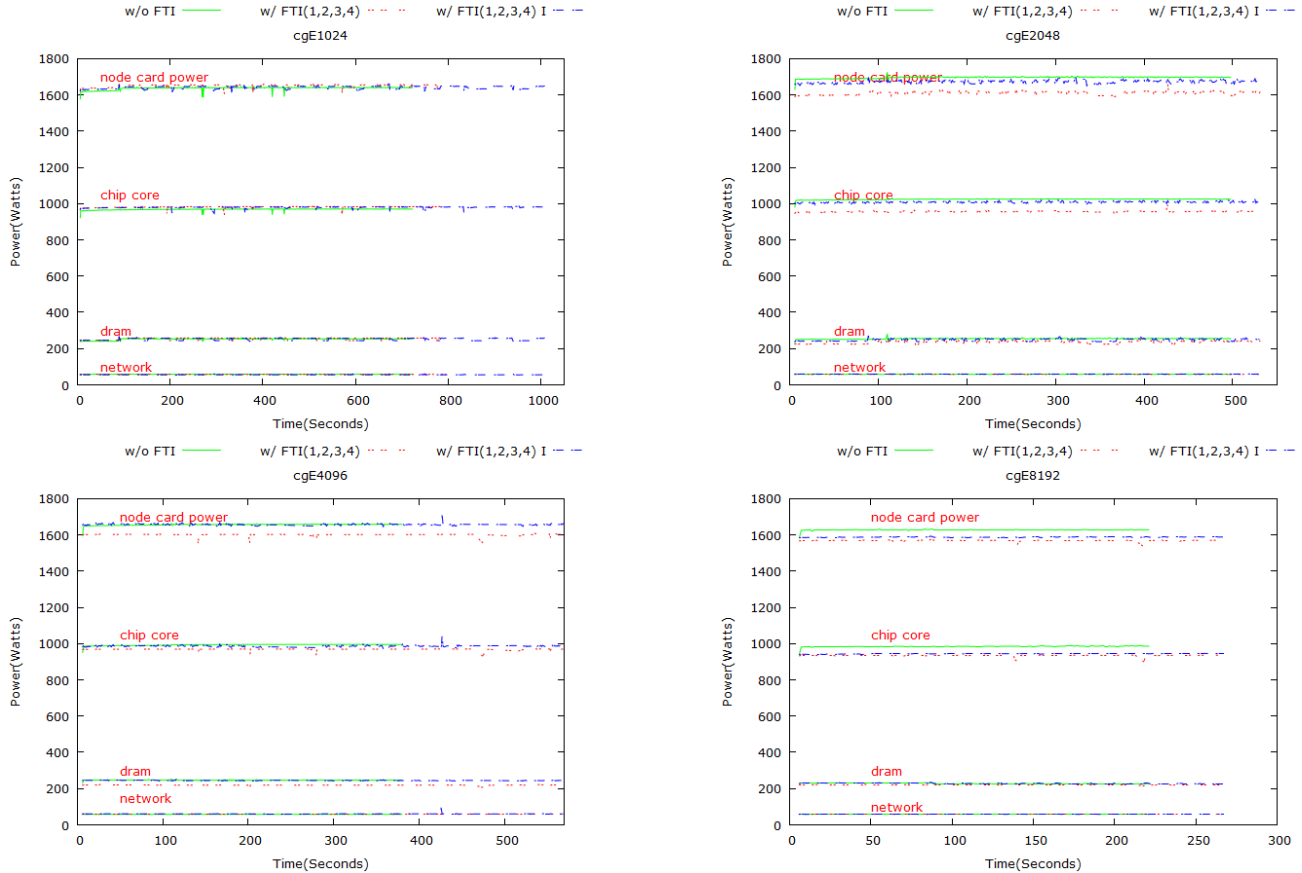 w/o FTI w/ FTI(1,2,3,4) w/ FTI(1,2,3,4) I
cgE1024
1800
1600
1400
1200
1000
800
600
400
200
0
Power(Watts)
node card power
chip core
dram
network
0 200 400 600 800 1000
Time(Seconds)
w/o FTI w/ FTI(1,2,3,4) w/ FTI(1,2,3,4) I
cgE2048
1800
1600
1400
1200
1000
800
600
400
200
0
Power(Watts)
node card power
chip core
dram
network
0 100 200 300 400 500
Time(Seconds)
w/o FTI w/ FTI(1,2,3,4) w/ FTI(1,2,3,4) I
cgE4096
1800
1600
1400
1200
1000
800
600
400
200
0
Power(Watts)
node card power
chip core
dram
network
0 100 200 300 400 500
Time(Seconds)
w/o FTI w/ FTI(1,2,3,4) w/ FTI(1,2,3,4) I
cgE8192
1800
1600
1400
1200
1000
800
600
400
200
0
Power(Watts)
node card power
chip core
dram
network
0 50 100 150 200 250 300
Time(Seconds)